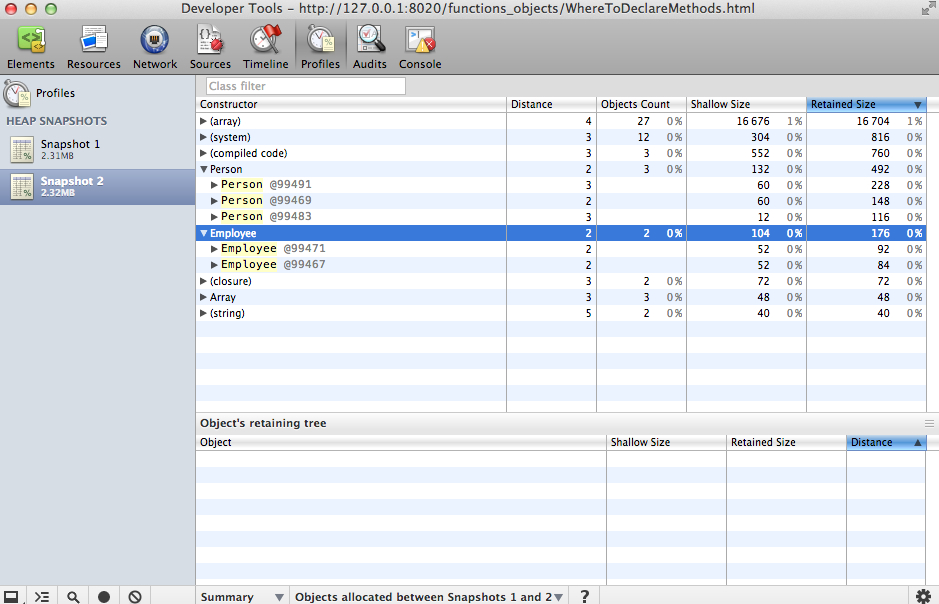 Developer Tools - http://127.0.0.1:8020/functions_objects/WhereToDeclareMethods.html
Elements Resources Network Sources Timeline Profiles Audits Console
Profiles
HEAP SNAPSHOTS
Snapshot 1
2.31MB
Snapshot 2
2.32MB
Class filter
Constructor Distance Objects Count Shallow Size Retained Size
(array) 4 27 0% 16 676 1% 16 704 1%
(system) 3 12 0% 304 0% 816 0%
(compiled code) 3 3 0% 552 0% 760 0%
Person 2 3 0% 132 0% 492 0%
Person @99491 3 60 0% 228 0%
Person @99469 2 60 0% 148 0%
Person @99483 3 12 0% 116 0%
Employee 2 2 0% 104 0% 176 0%
Employee @99471 2 52 0% 92 0%
Employee @99467 2 52 0% 84 0%
(closure) 3 2 0% 72 0% 72 0%
Array 3 3 0% 48 0% 48 0%
(string) 5 2 0% 40 0% 40 0%
Object's retaining tree
Object Shallow Size Retained Size Distance
Summary Objects allocated between Snapshots 1 and 2 ?